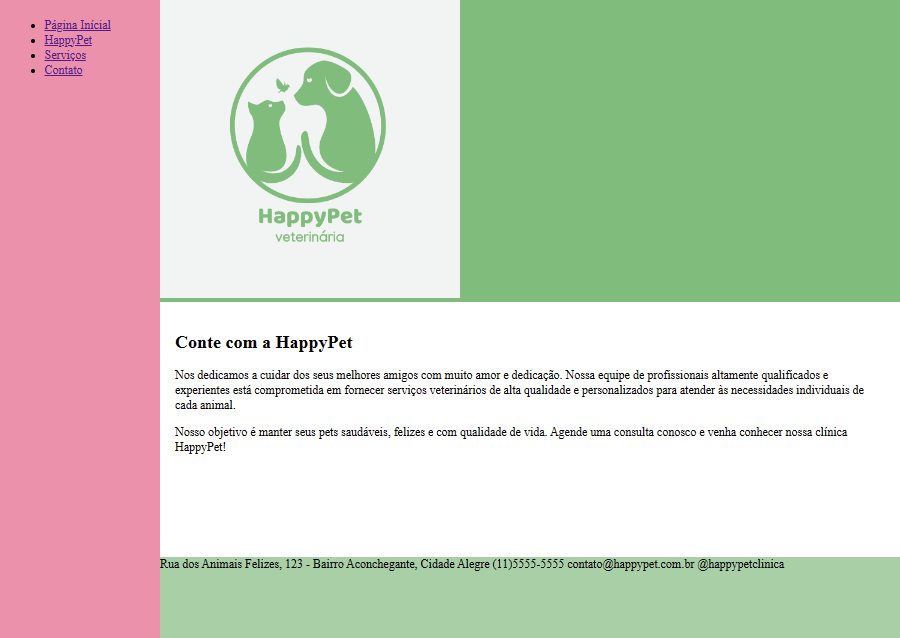 Página Inícial
HappyPet
Serviços
Contato
HappyPet
veterinária
Conte com a HappyPet
Nos dedicamos a cuidar dos seus melhores amigos com muito amor e dedicação. Nossa equipe de profissionais altamente qualificados e
experientes está comprometida em fornecer serviços veterinários de alta qualidade e personalizados para atender às necessidades individuais de
cada animal.
Nosso objetivo é manter seus pets saudáveis, felizes e com qualidade de vida. Agende uma consulta conosco e venha conhecer nossa clínica
HappyPet!
Rua dos Animais Felizes, 123 - Bairro Aconchegante, Cidade Alegre (11)5555-5555 contato@happypet.com.br @happypetclinica